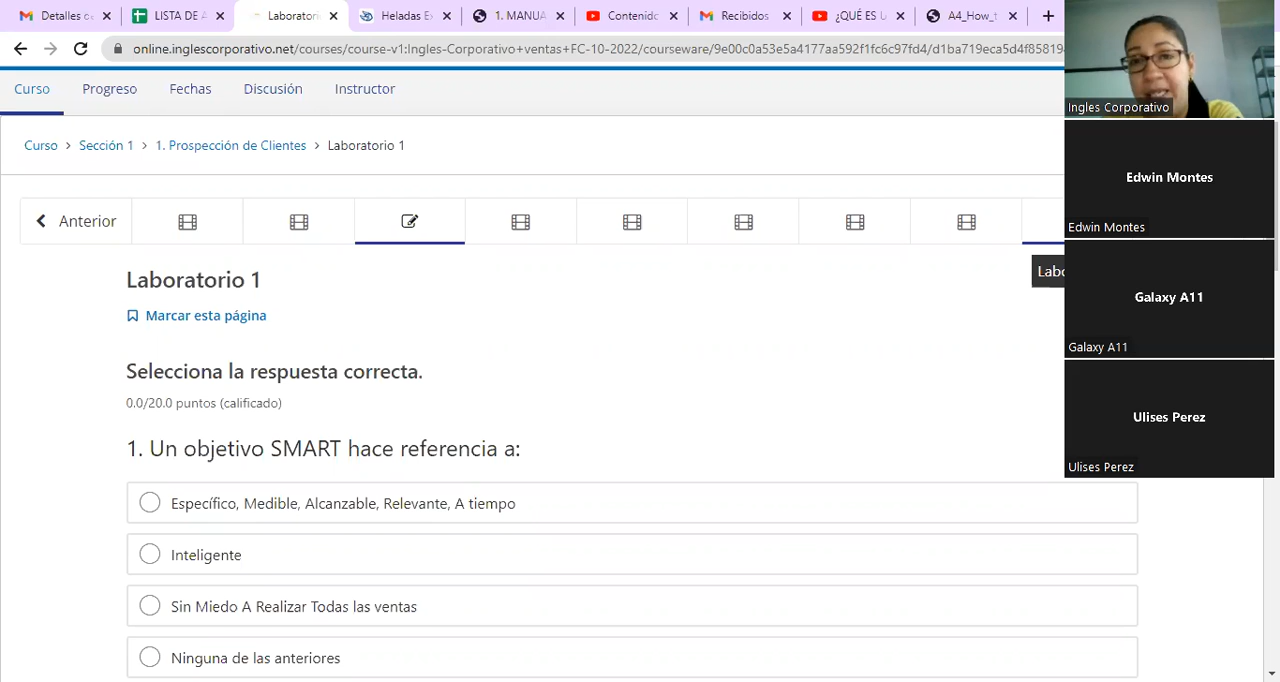 Detalles de
LISTA DE A
Laboratori
Heladas Ex
1. MANUA
Contenido
Recibidos
¿QUÉ ES U
A4_How_t
online.inglescorporativo.net/courses/course-v1:Ingles-Corporativo+ventas+FC-10-2022/courseware/9e00c0a53e5a4177aa592f1fc6c97fd4/d1ba719eca5d4f85819
Curso
Progreso
Fechas
Discusión
Instructor
Ingles Corporativo
Curso > Sección 1 > 1. Prospección de Clientes > Laboratorio 1
Edwin Montes
Edwin Montes
Anterior
Labo
Laboratorio 1
Marcar esta página
Galaxy A11
Galaxy A11
Selecciona la respuesta correcta.
0.0/20.0 puntos (calificado)
Ulises Perez
Ulises Perez
1. Un objetivo SMART hace referencia a:
Específico, Medible, Alcanzable, Relevante, A tiempo
Inteligente
Sin Miedo A Realizar Todas las ventas
Ninguna de las anteriores